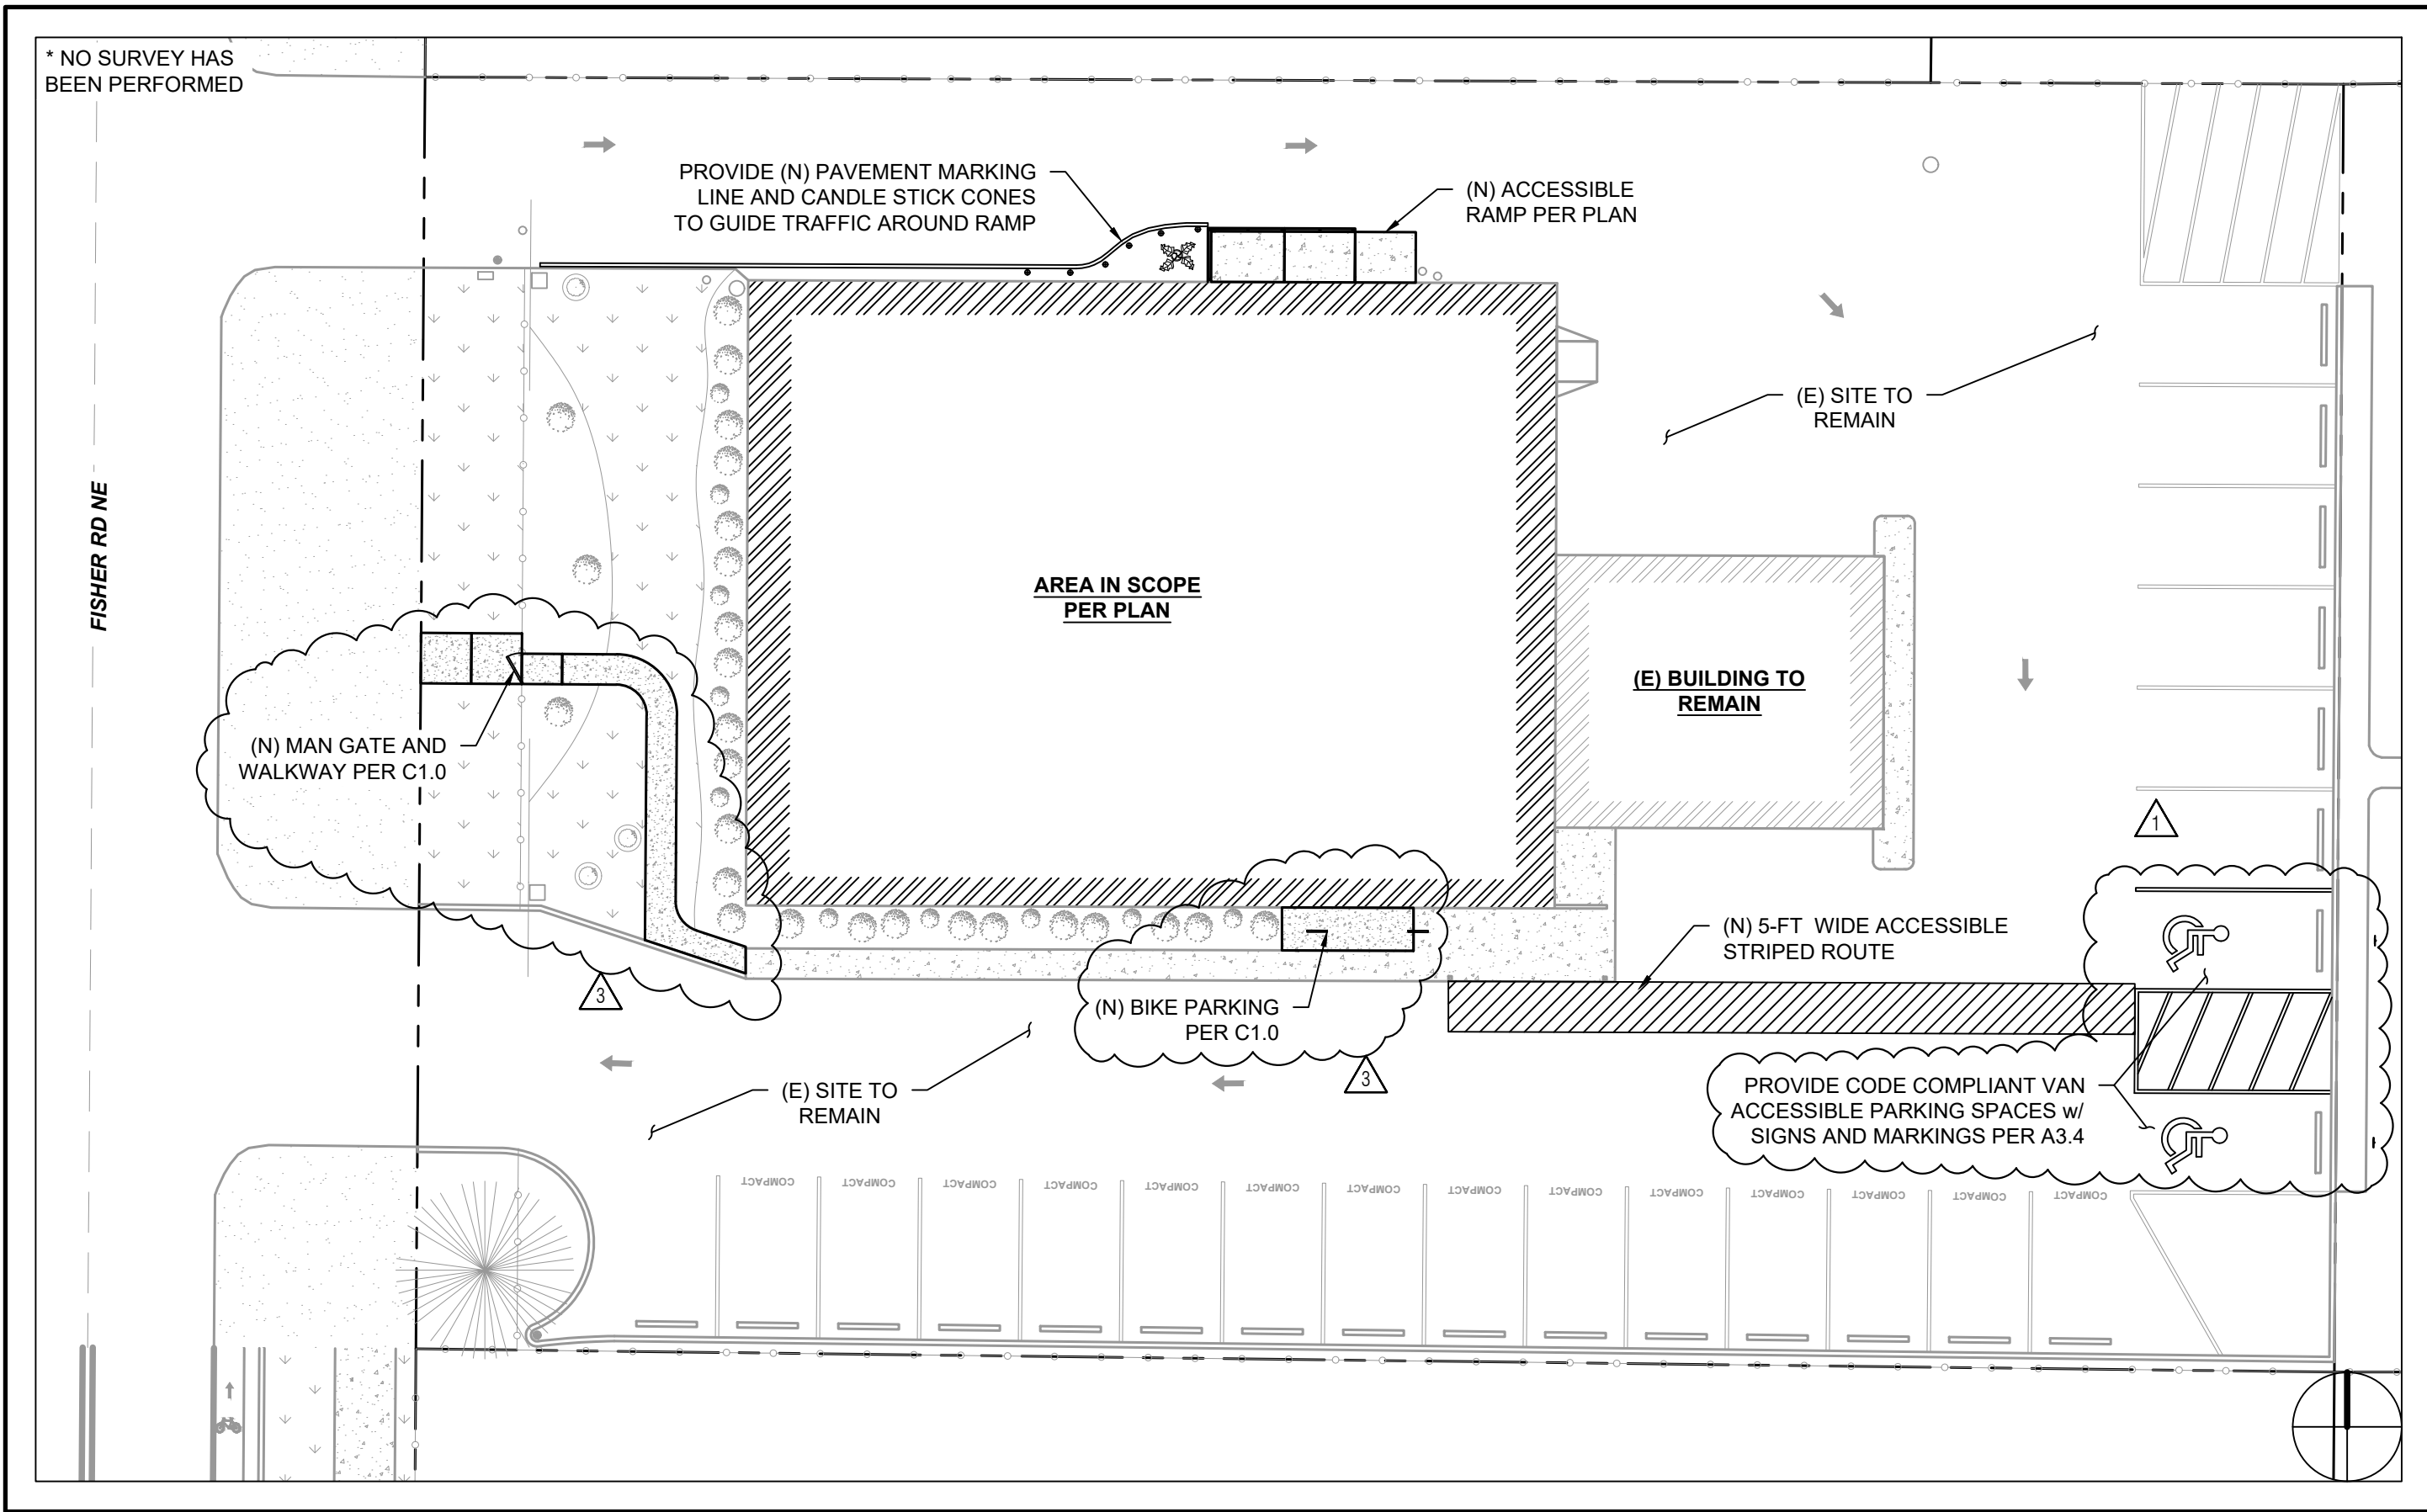 * NO SURVEY HAS
BEEN PERFORMED
PROVIDE (N) PAVEMENT MARKING
LINE AND CANDLE STICK CONES
TO GUIDE TRAFFIC AROUND RAMP
(N) ACCESSIBLE
RAMP PER PLAN
(E) SITE TO
REMAIN
FISHER RD NE
AREA IN SCOPE
PER PLAN
(E) BUILDING TO
REMAIN
(N) MAN GATE AND
WALKWAY PER C1.0
1
(N) 5-FT WIDE ACCESSIBLE
STRIPED ROUTE
3
(N) BIKE PARKING
PER C1.0
3
(E) SITE TO
REMAIN
PROVIDE CODE COMPLIANT VAN
ACCESSIBLE PARKING SPACES w/
SIGNS AND MARKINGS PER A3.4
COMPACT
COMPACT
COMPACT
COMPACT
COMPACT
COMPACT
COMPACT
COMPACT
COMPACT
COMPACT
COMPACT
COMPACT
COMPACT
COMPACT